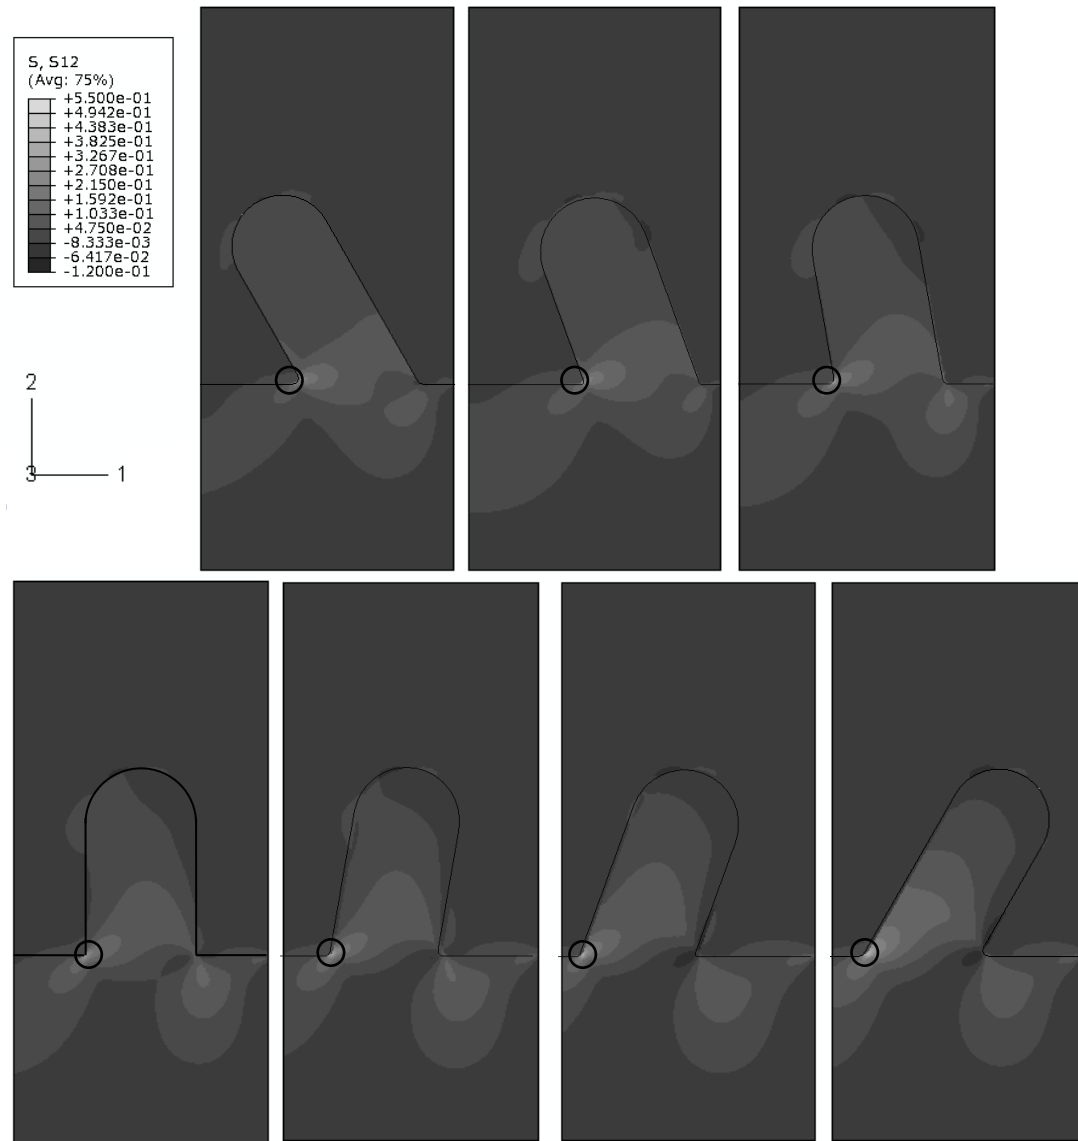 S, S12
(Avg: 75%)
+5.500e-01
+4.942e-01
+4.383e-01
+3.825e-01
+3.267e-01
+2.708e-01
+2.150e-01
+1.592e-01
+1.033e-01
+4.750e-02
-8.333e-03
-6.417e-02
-1.200e-01
2
3
1